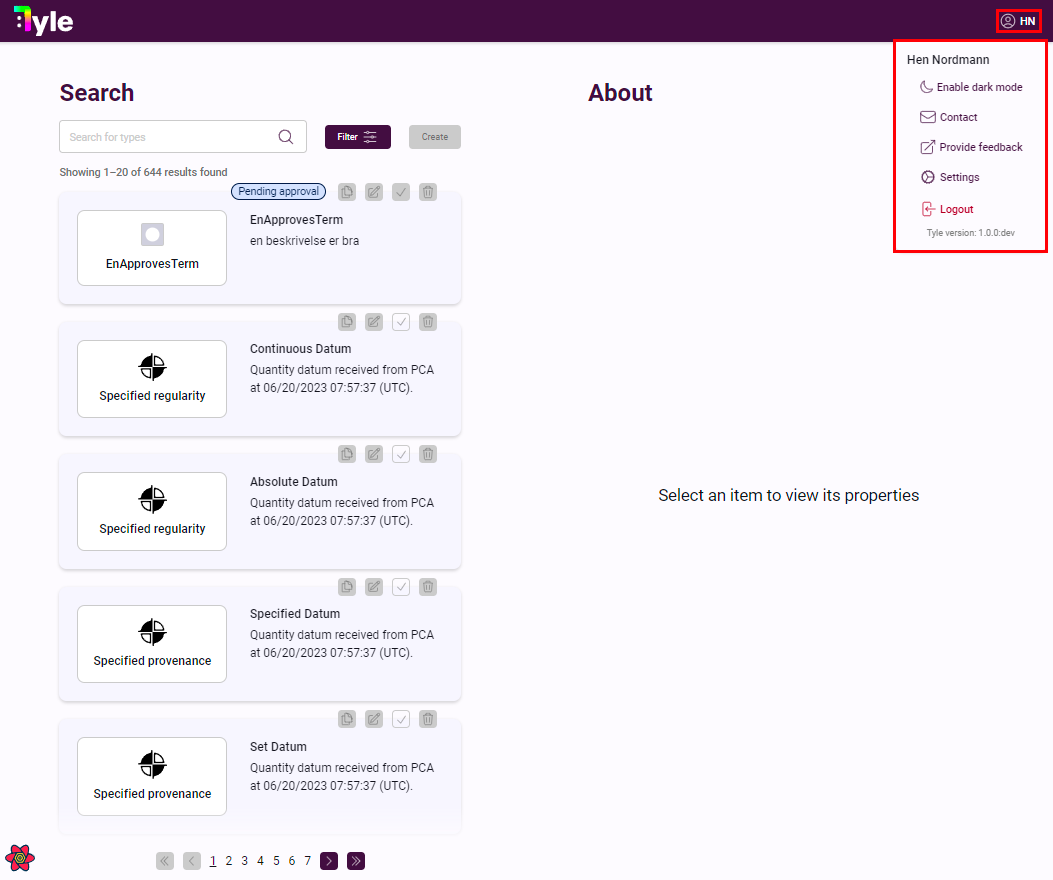 :Tyle
HN
Hen Nordmann
Enable dark mode
Contact
Provide feedback
Settings
Logout
Tyle version: 1.0.0:dev
Search
Search for types
Filter
Create
Showing 1–20 of 644 results found
Pending approval
EnApprovesTerm
EnApprovesTerm
en beskrivelse er bra
Specified regularity
Continuous Datum
Quantity datum received from PCA
at 06/20/2023 07:57:37 (UTC).
Specified regularity
Absolute Datum
Quantity datum received from PCA
at 06/20/2023 07:57:37 (UTC).
Specified provenance
Specified Datum
Quantity datum received from PCA
at 06/20/2023 07:57:37 (UTC).
Specified provenance
Set Datum
Quantity datum received from PCA
at 06/20/2023 07:57:37 (UTC).
1 2 3 4 5 6 7
About
Select an item to view its properties